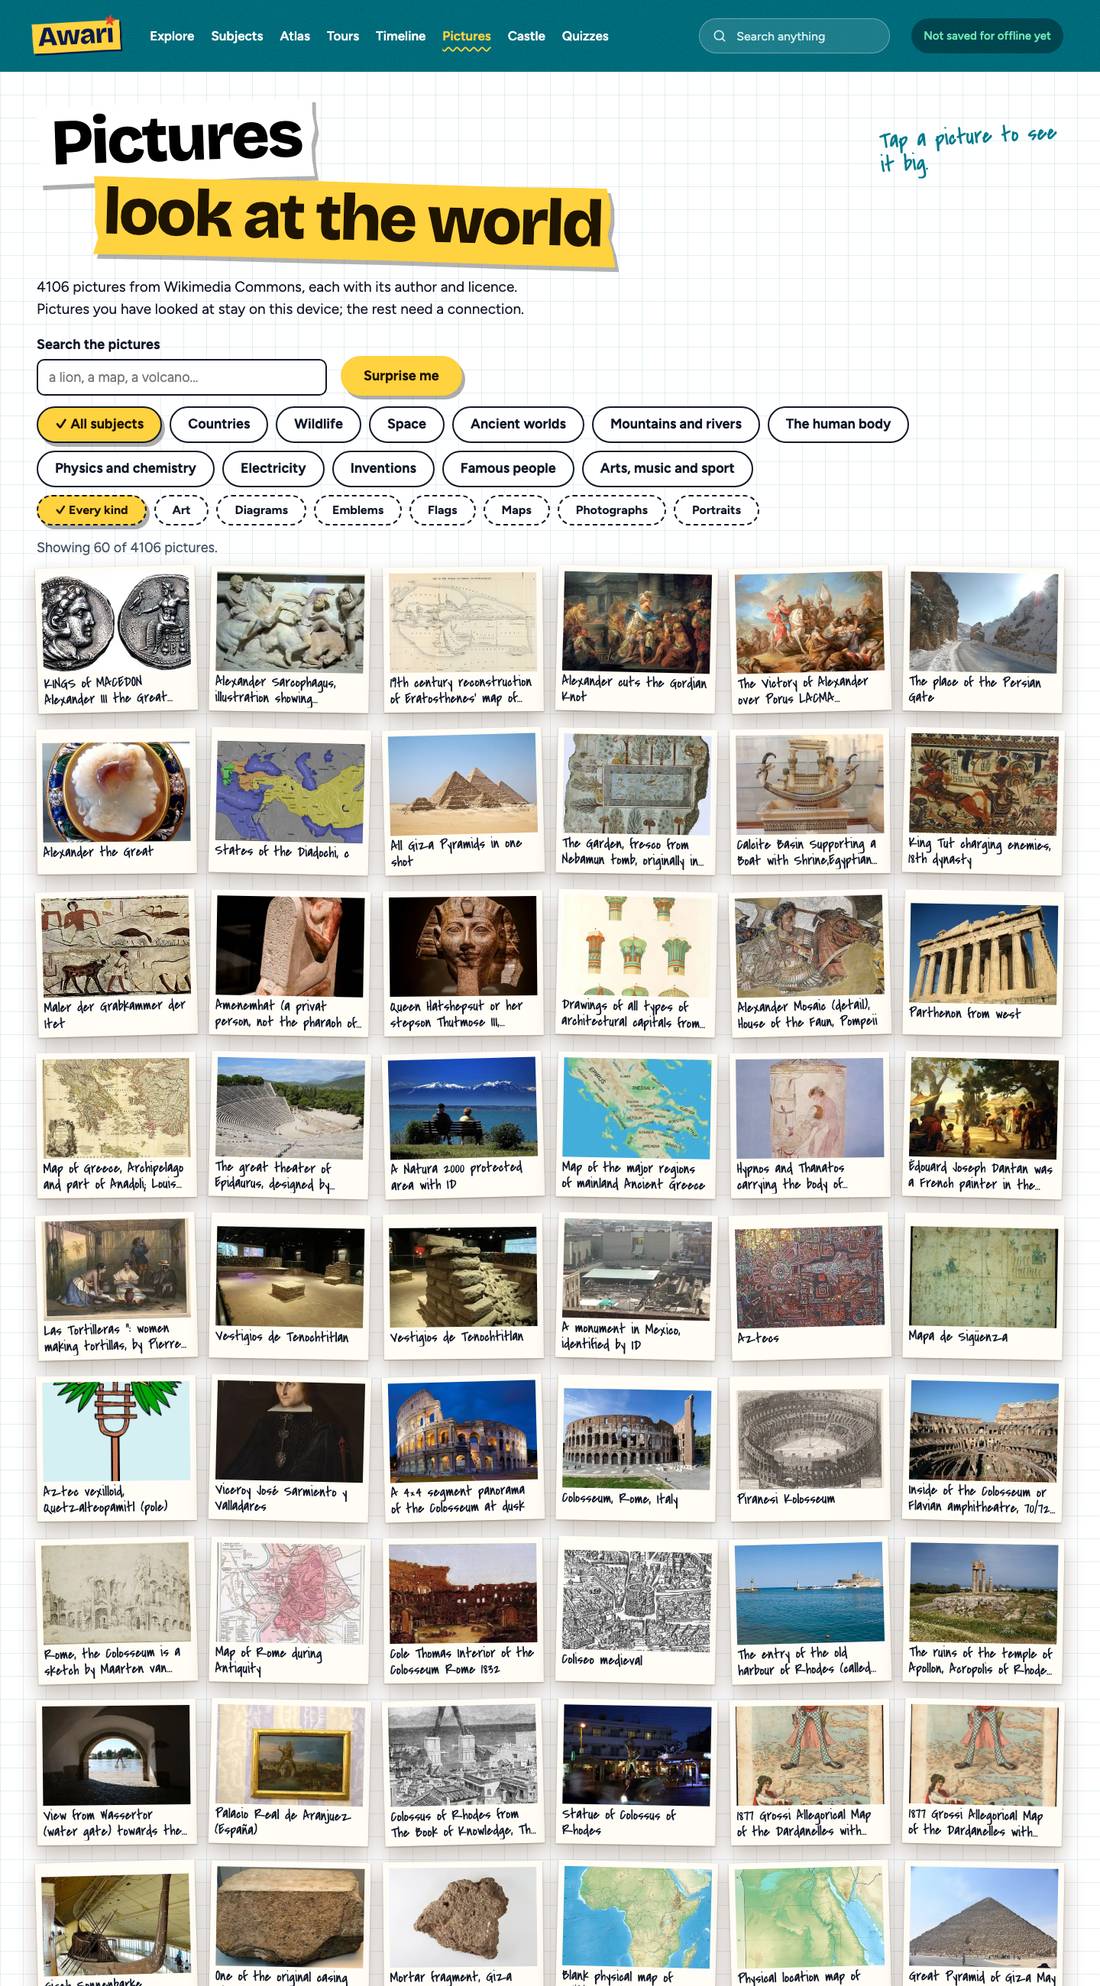 Awari
Explore
Subjects
Atlas
Tours
Timeline
Pictures
Castle
Quizzes
Search anything
Not saved for offline yet
Pictures
look at the world
Tap a picture to see
it big.
4106 pictures from Wikimedia Commons, each with its author and licence.
Pictures you have looked at stay on this device; the rest need a connection.
Search the pictures
a lion, a map, a volcano...
Surprise me
✓ All subjects
Countries
Wildlife
Space
Ancient worlds
Mountains and rivers
The human body
Physics and chemistry
Electricity
Inventions
Famous people
Arts, music and sport
✓ Every kind
Art
Diagrams
Emblems
Flags
Maps
Photographs
Portraits
Showing 60 of 4106 pictures.
KINGS of MACEDON
Alexander III the Great...
Alexander Sarcophagus,
illustration showing...
19th century reconstruction
of Eratosthenes' map of...
Alexander cuts the Gordian
Knot
The Victory of Alexander
over Porus LACMA...
The place of the Persian
Gate
Alexander the Great
States of the Diadochi, c
All Giza Pyramids in one
shot
The Garden, fresco from
Nebamun tomb, originally in...
Calcite Basin Supporting a
Boat with Shrine,Egyptian...
King Tut charging enemies,
18th dynasty
Maler der Grabkammer der
Itet
Amenemhat (a privat
person, not the pharaoh of...
Queen Hatshepsut or her
stepson Thutmose III,...
Drawings of all types of
architectural capitals from...
Alexander Mosaic (detail),
House of the Faun, Pompeii
Parthenon from west
Map of Greece, Archipelago
and part of Anadoli; Louis...
The great theater of
Epidaurus, designed by...
A Natura 2000 protected
area with ID
Map of the major regions
of mainland Ancient Greece
Hypnos and Thanatos
carrying the body of...
Édouard Joseph Dantan was
a French painter in the...
Las Tortilleras ": women
making tortillas, by Pierre...
Vestigios de Tenochtitlan
Vestigios de Tenochtitlan
A monument in Mexico,
identified by ID
Aztecs
Mapa de Sigüenza
Aztec vexilloid,
Quetzalteopamitl (pole)
Viceroy José Sarmiento y
Valladares
A 4x4 segment panorama
of the Colosseum at dusk
Colosseum, Rome, Italy
Piranesi Kolosseum
Inside of the Colosseum or
Flavian amphitheatre, 70/72...
Rome, the Colosseum is a
sketch by Maarten van...
Map of Rome during
Antiquity
Cole Thomas Interior of the
Colosseum Rome 1832
Coliseo medieval
The entry of the old
harbour of Rhodes (called...
The ruins of the temple of
Apollon, Acropolis of Rhode...
View from Wassertor
(water gate) towards the...
Palacio Real de Aranjuez
(España)
Colossus of Rhodes from
The Book of Knowledge, Th...
Statue of Colossus of
Rhodes
1877 Grossi Allegorical Map
of the Dardanelles with...
1877 Grossi Allegorical Map
of the Dardanelles with...
One of the original casing
Mortar fragment, Giza
Blank physical map of
Physical location map of
Great Pyramid of Giza May